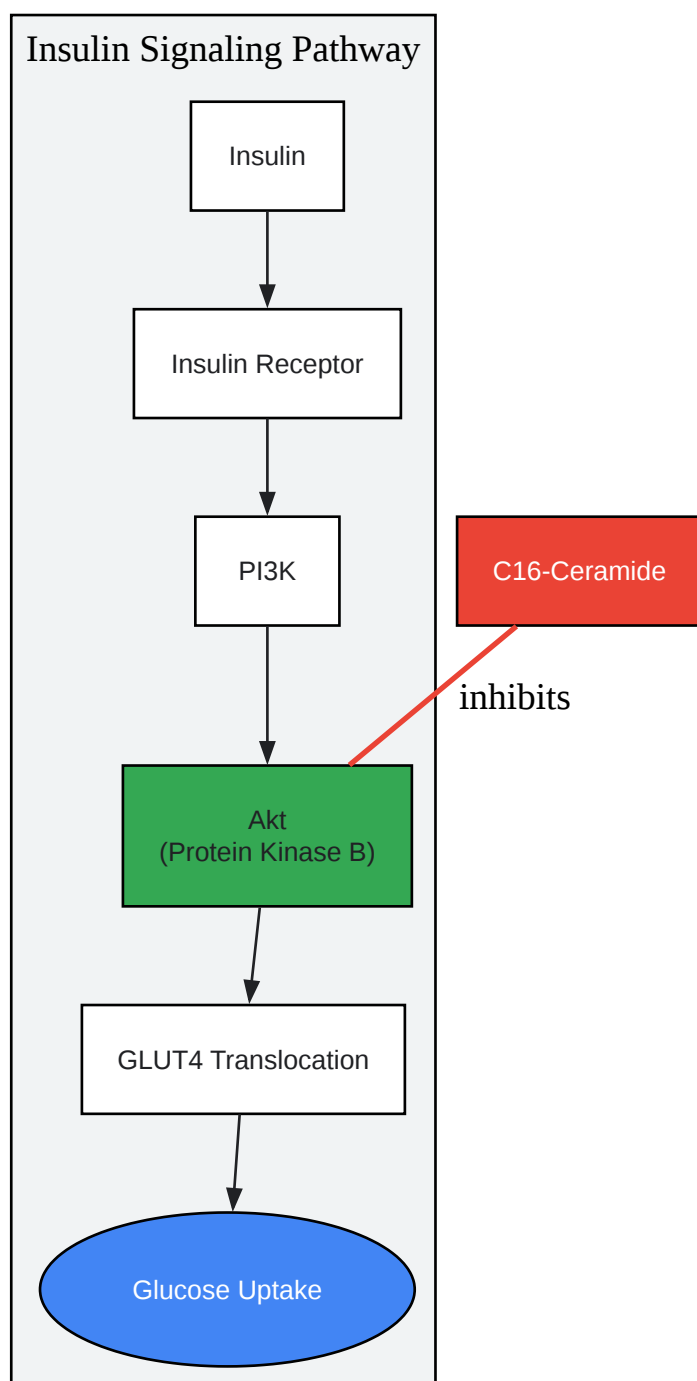 Insulin Signaling Pathway
Insulin
Insulin Receptor
PI3K
C16-Ceramide
inhibits
Akt
(Protein Kinase B)
GLUT4 Translocation
Glucose Uptake